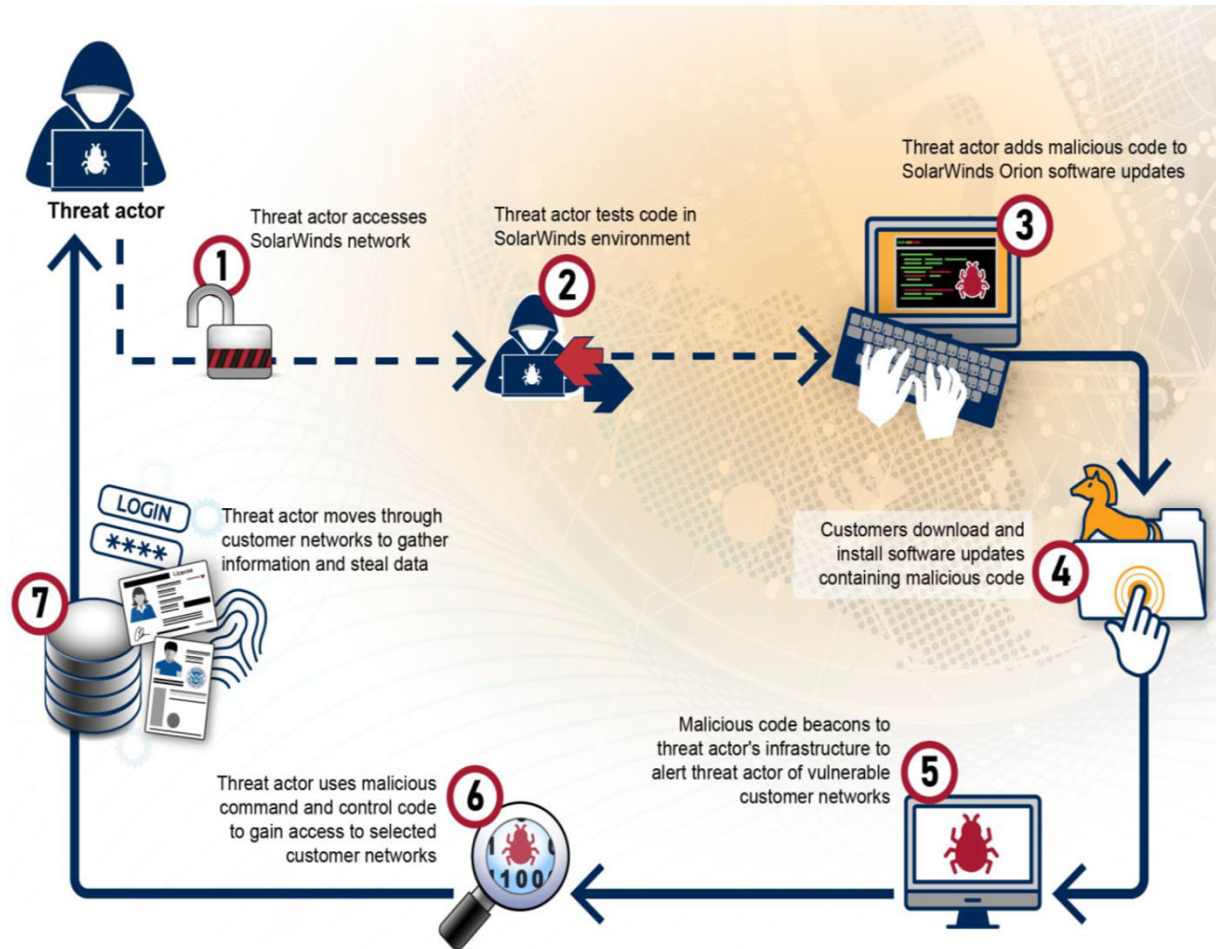 Threat actor
1
Threat actor accesses
SolarWinds network
2
Threat actor tests code in
SolarWinds environment
3
Threat actor adds malicious code to
SolarWinds Orion software updates
4
Customers download and
install software updates
containing malicious code
5
Malicious code beacons to
threat actor's infrastructure to
alert threat actor of vulnerable
customer networks
6
Threat actor uses malicious
command and control code
to gain access to selected
customer networks
11000
7
Threat actor moves through
customer networks to gather
information and steal data
LOGIN
****
License